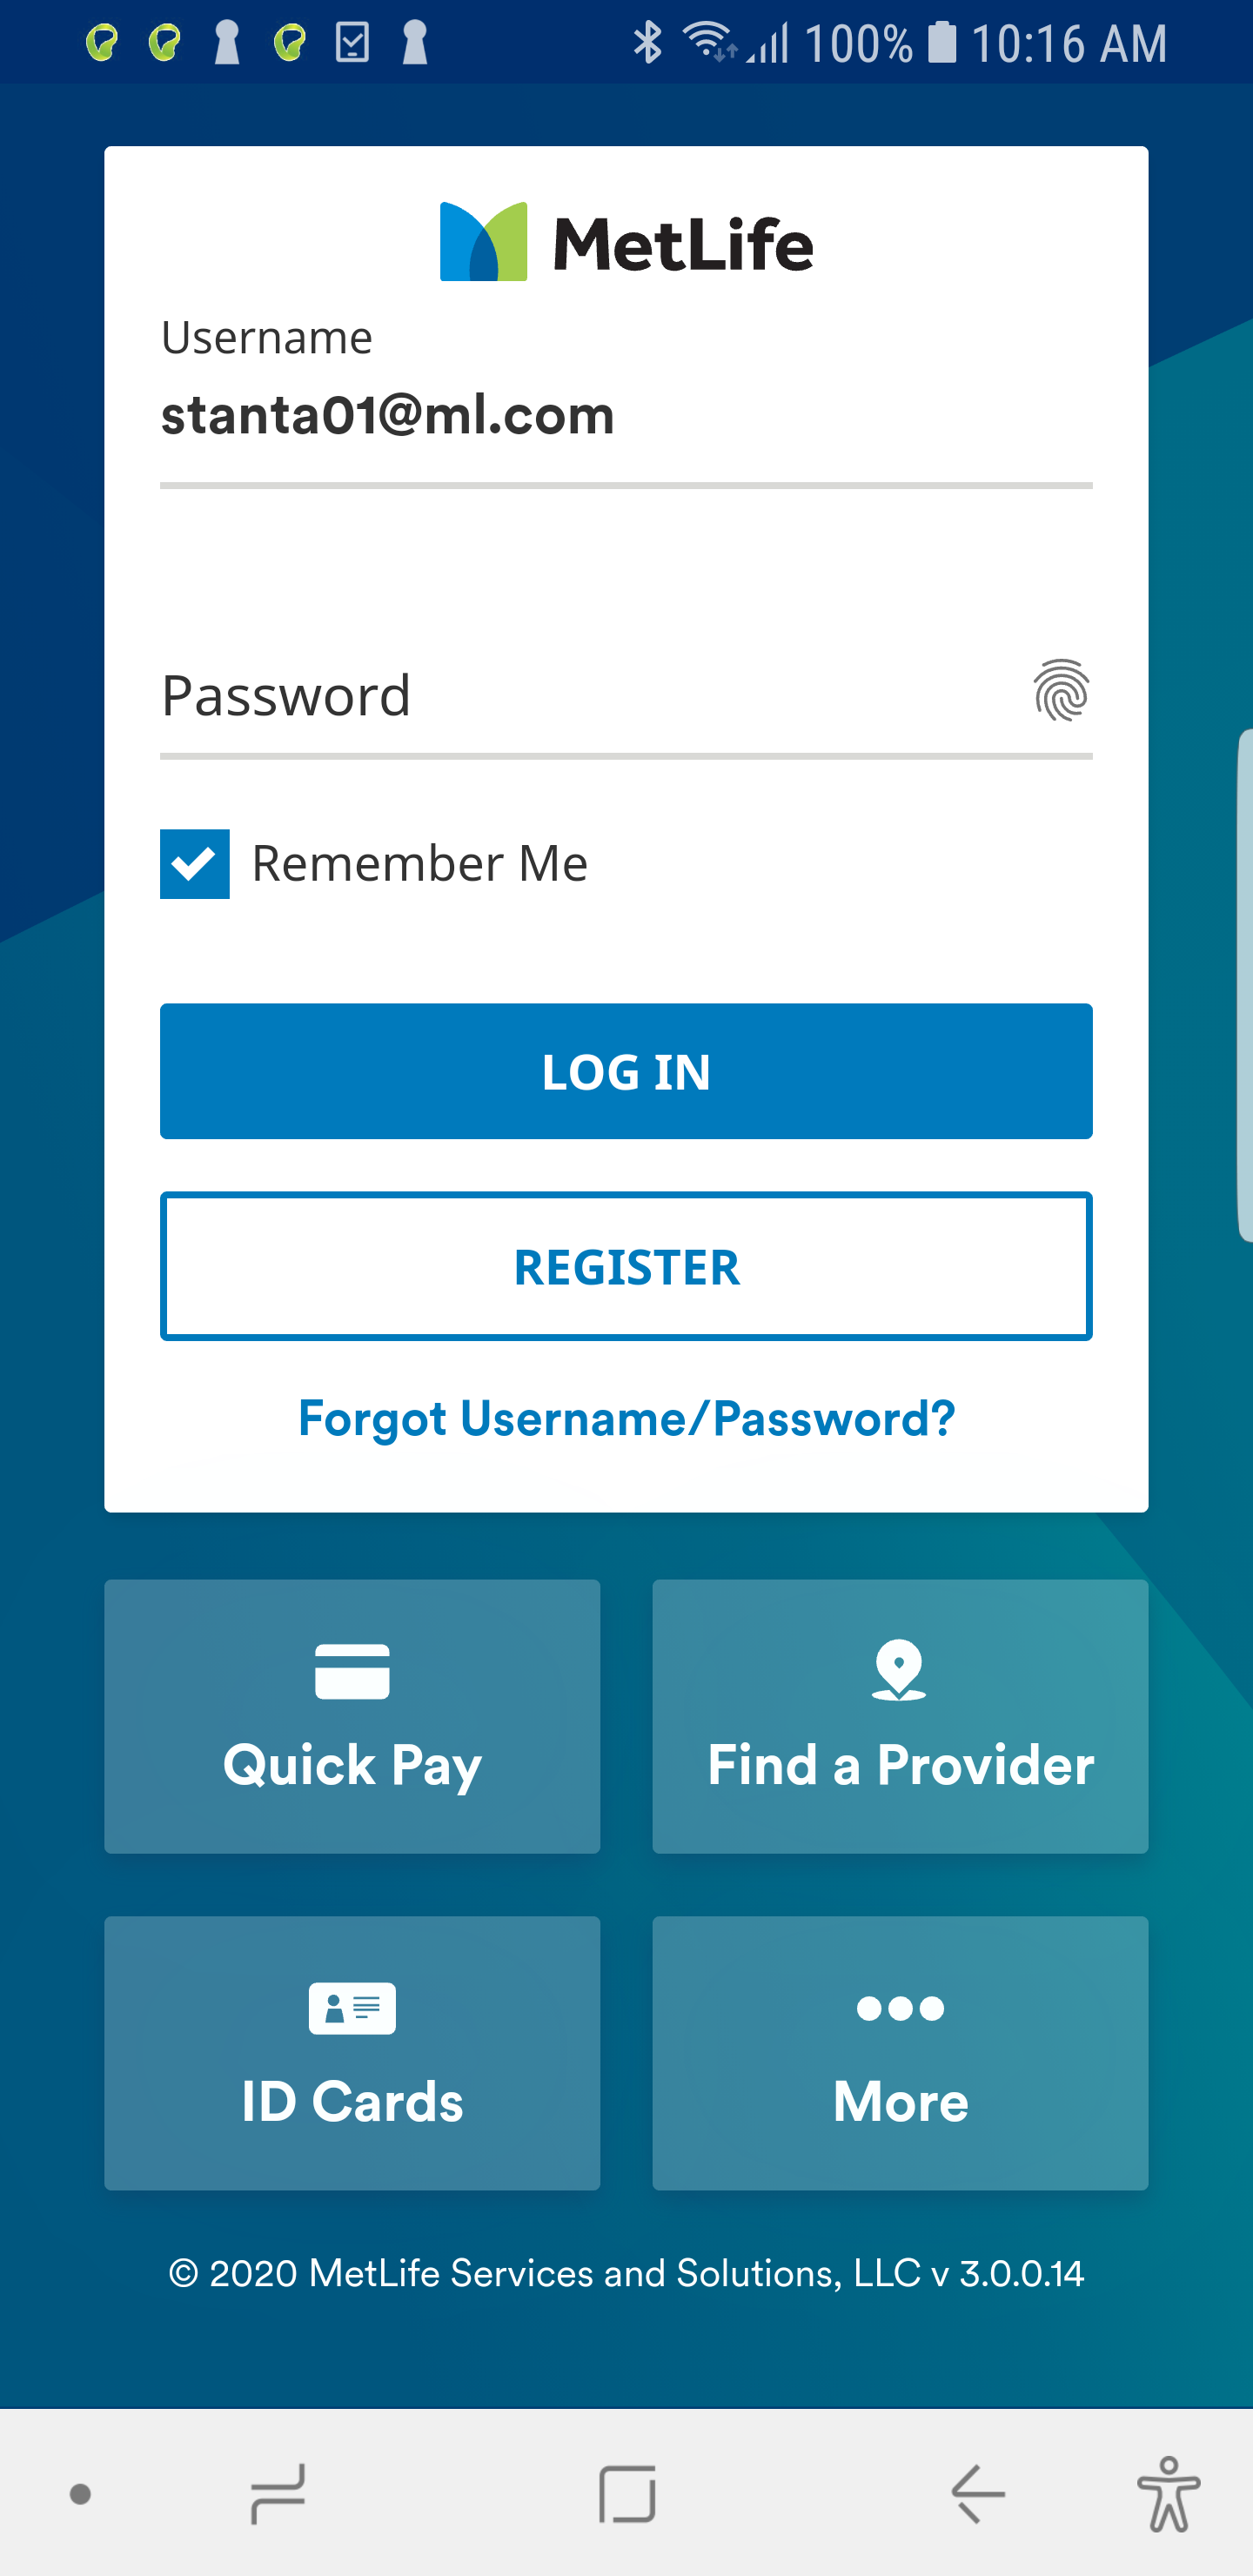 100% 10:16 AM
MetLife
Username
stanta01@ml.com
Password
Remember Me
LOG IN
REGISTER
Forgot Username/Password?
Quick Pay
Find a Provider
ID Cards
More
© 2020 MetLife Services and Solutions, LLC v 3.0.0.14